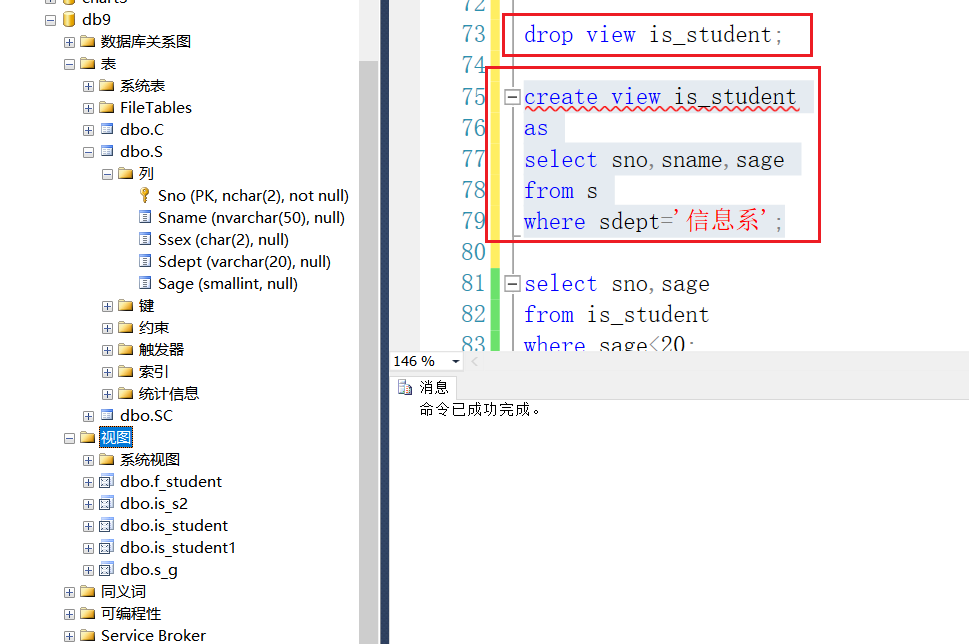 db9
数据库关系图
表
系统表
FileTables
dbo.C
dbo.S
列
Sno (PK, nchar(2), not null)
Sname (nvarchar(50), null)
Ssex (char(2), null)
Sdept (varchar(20), null)
Sage (smallint, null)
键
约束
触发器
索引
统计信息
dbo.SC
视图
系统视图
dbo.f_student
dbo.is_s2
dbo.is_student
dbo.is_student1
dbo.s_g
同义词
可编程性
Service Broker
72
73 drop view is_student;
74
75 create view is_student
76 as
77 select sno,sname,sage
78 from s
79 where sdept='信息系';
80
81 select sno,sage
82 from is_student
83 where sage<20;
146 %
消息
命令已成功完成。